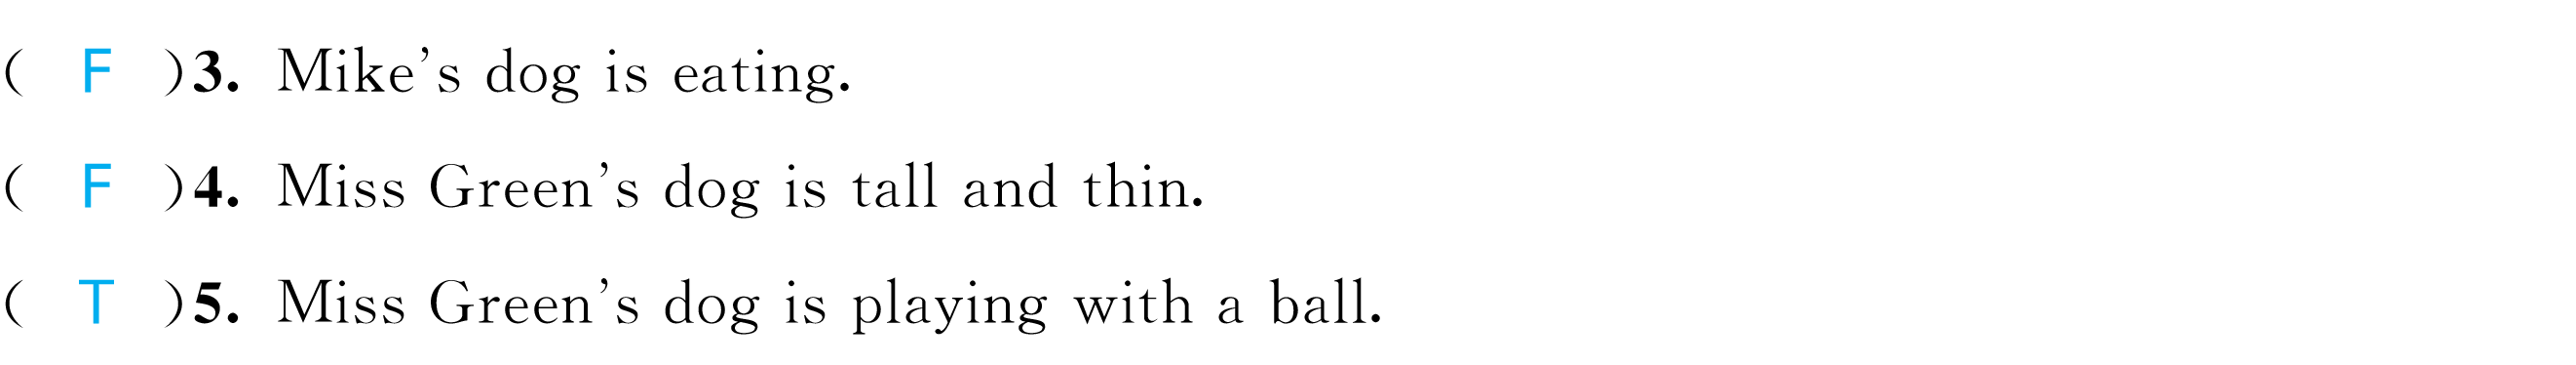 ( F )3. Mike’s dog is eating.
( F )4. Miss Green’s dog is tall and thin.
( T )5. Miss Green’s dog is playing with a ball.